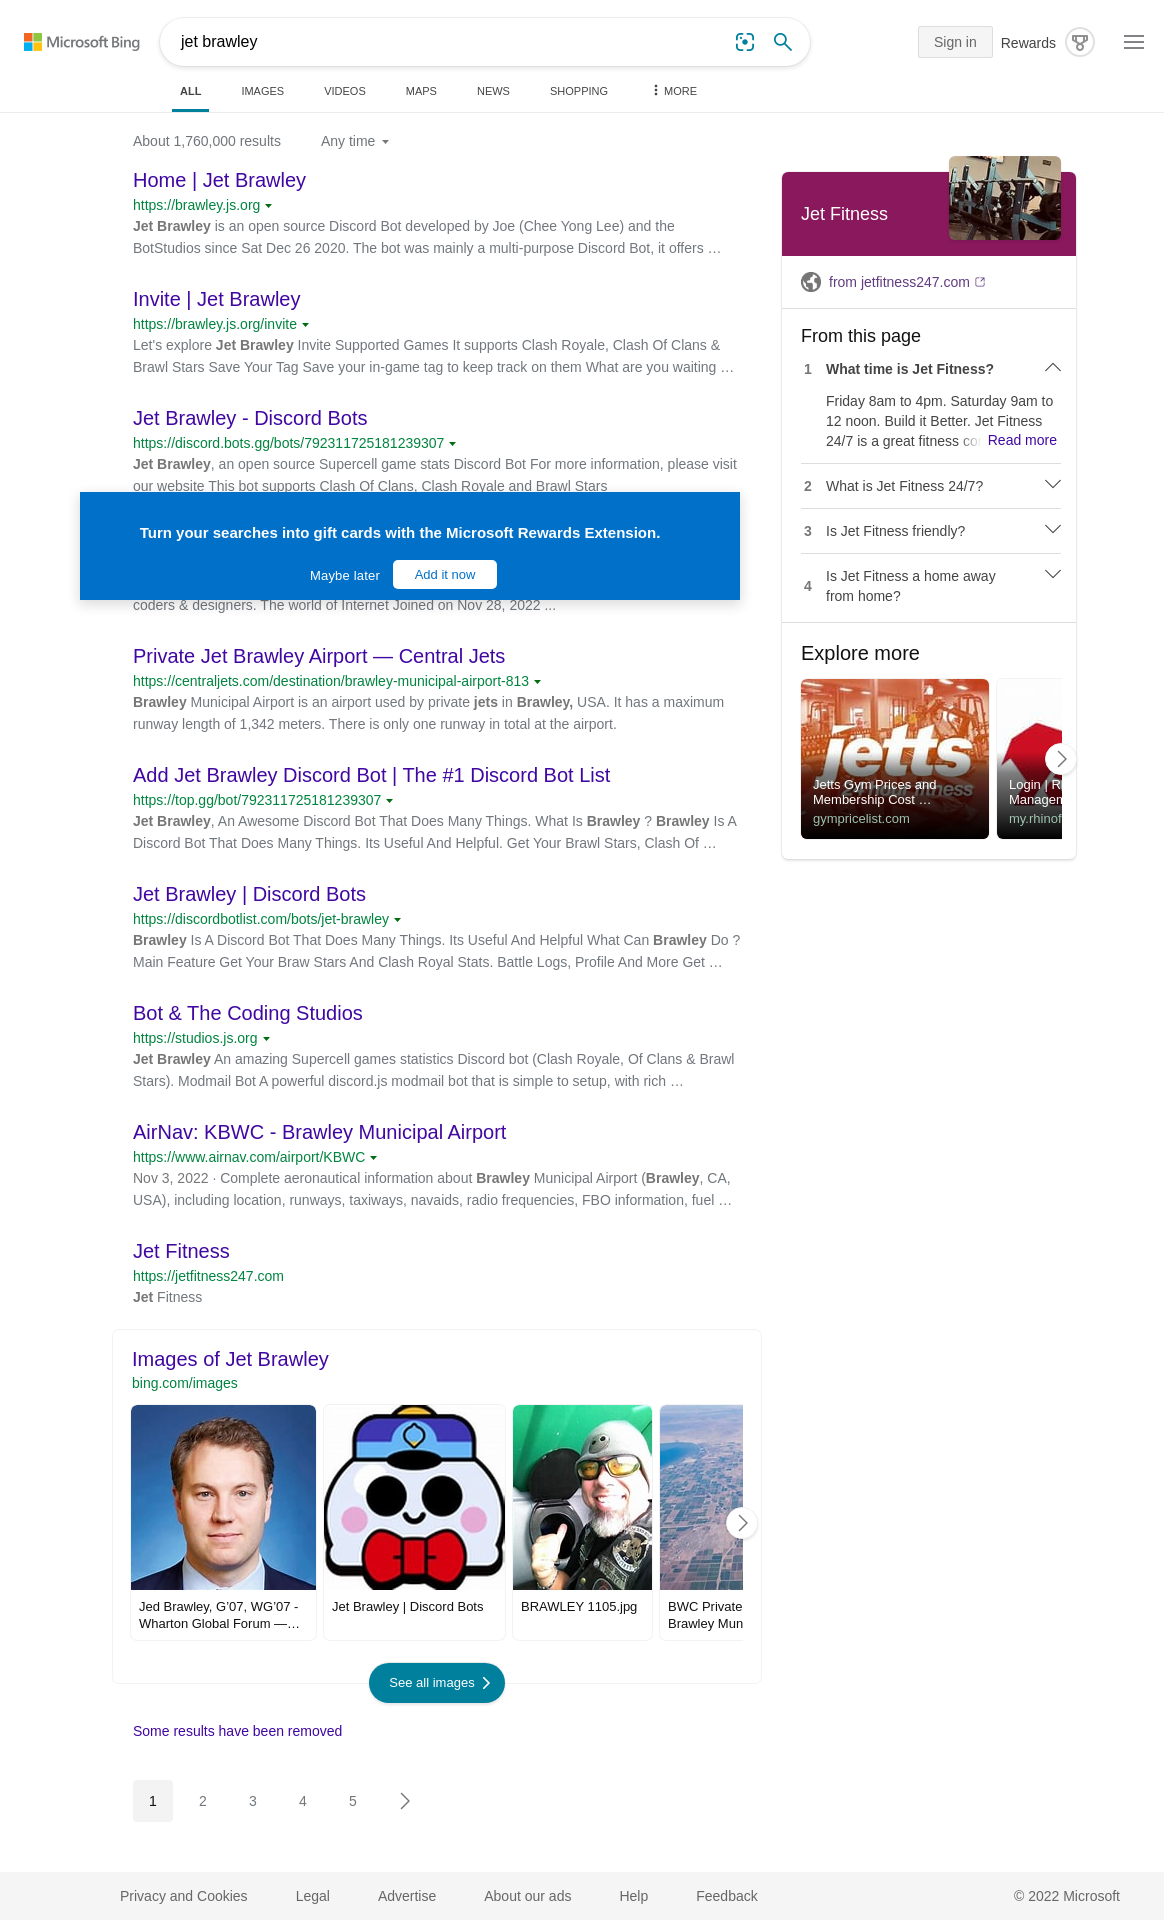 Microsoft Bing
jet brawley
Sign in
Rewards
ALL
IMAGES
VIDEOS
MAPS
NEWS
SHOPPING
MORE
About 1,760,000 results
Any time
Home | Jet Brawley
https://brawley.js.org
Jet Brawley is an open source Discord Bot developed by Joe (Chee Yong Lee) and the
BotStudios since Sat Dec 26 2020. The bot was mainly a multi-purpose Discord Bot, it offers …
Invite | Jet Brawley
https://brawley.js.org/invite
Let's explore Jet Brawley Invite Supported Games It supports Clash Royale, Clash Of Clans &
Brawl Stars Save Your Tag Save your in-game tag to keep track on them What are you waiting …
Jet Brawley - Discord Bots
https://discord.bots.gg/bots/792311725181239307
Jet Brawley, an open source Supercell game stats Discord Bot For more information, please visit
our website This bot supports Clash Of Clans, Clash Royale and Brawl Stars
Turn your searches into gift cards with the Microsoft Rewards Extension.
Maybe later
Add it now
coders & designers. The world of Internet Joined on Nov 28, 2022 ...
Private Jet Brawley Airport — Central Jets
https://centraljets.com/destination/brawley-municipal-airport-813
Brawley Municipal Airport is an airport used by private jets in Brawley, USA. It has a maximum
runway length of 1,342 meters. There is only one runway in total at the airport.
Add Jet Brawley Discord Bot | The #1 Discord Bot List
https://top.gg/bot/792311725181239307
Jet Brawley, An Awesome Discord Bot That Does Many Things. What Is Brawley ? Brawley Is A
Discord Bot That Does Many Things. Its Useful And Helpful. Get Your Brawl Stars, Clash Of …
Jet Brawley | Discord Bots
https://discordbotlist.com/bots/jet-brawley
Brawley Is A Discord Bot That Does Many Things. Its Useful And Helpful What Can Brawley Do ?
Main Feature Get Your Braw Stars And Clash Royal Stats. Battle Logs, Profile And More Get …
Bot & The Coding Studios
https://studios.js.org
Jet Brawley An amazing Supercell games statistics Discord bot (Clash Royale, Of Clans & Brawl
Stars). Modmail Bot A powerful discord.js modmail bot that is simple to setup, with rich …
AirNav: KBWC - Brawley Municipal Airport
https://www.airnav.com/airport/KBWC
Nov 3, 2022 · Complete aeronautical information about Brawley Municipal Airport (Brawley, CA,
USA), including location, runways, taxiways, navaids, radio frequencies, FBO information, fuel …
Jet Fitness
https://jetfitness247.com
Jet Fitness
Images of Jet Brawley
bing.com/images
Jed Brawley, G'07, WG'07 -
Wharton Global Forum —…
Jet Brawley | Discord Bots
BRAWLEY 1105.jpg
BWC Private
Brawley Mun
See all images
Some results have been removed
1
2
3
4
5
Jet Fitness
from jetfitness247.com
From this page
1 What time is Jet Fitness?
Friday 8am to 4pm. Saturday 9am to
12 noon. Build it Better. Jet Fitness
24/7 is a great fitness Read more
2 What is Jet Fitness 24/7?
3 Is Jet Fitness friendly?
4 Is Jet Fitness a home away
from home?
Explore more
jetts
24 hour fitness
Jetts Gym Prices and
Membership Cost …
gympricelist.com
Login | R
Managem
my.rhinof
Privacy and Cookies
Legal
Advertise
About our ads
Help
Feedback
© 2022 Microsoft